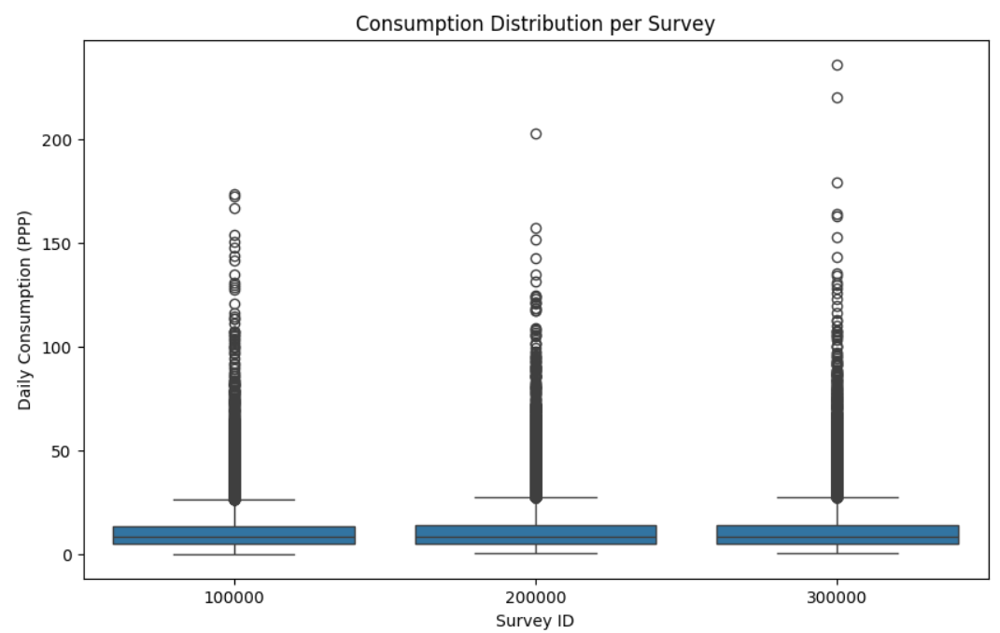 Consumption Distribution per Survey
Daily Consumption (PPP)
200
150
100
50
0
100000 200000 300000
Survey ID